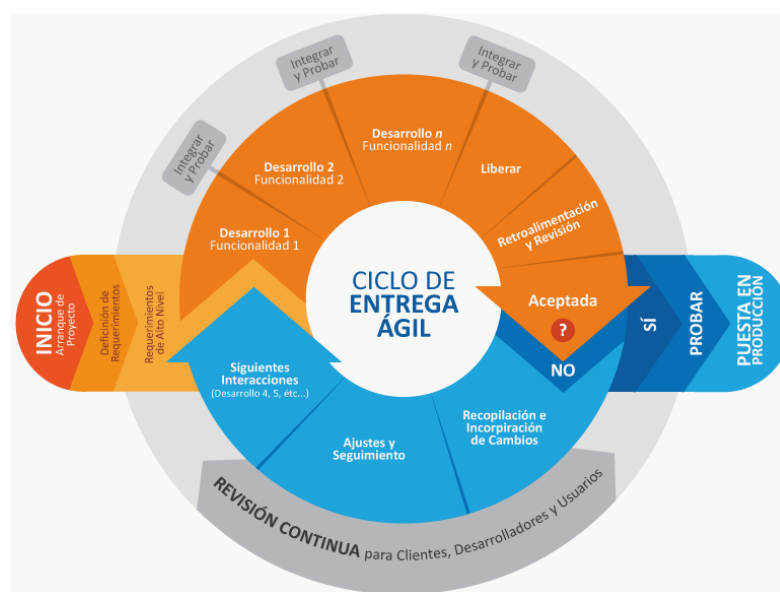 CICLO DE
ENTREGA
ÁGIL
INICIO
Arranque de
Proyecto
Deficinión de
Requerimientos
Requerimientos
de Alto Nivel
Desarrollo 1
Funcionalidad 1
Integrar
y Probar
Desarrollo 2
Funcionalidad 2
Integrar
y Probar
Desarrollo n
Funcionalidad n
Integrar
y Probar
Liberar
Retroalimentación
y Revisión
Aceptada
?
SÍ
PROBAR
PUESTA EN
PRODUCCIÓN
NO
Recopilación e
Incorpiración
de Cambios
Ajustes y
Seguimiento
Siguientes
Interacciones
(Desarrollo 4, 5, étc...)
REVISIÓN CONTINUA para Clientes, Desarrolladores y Usuarios